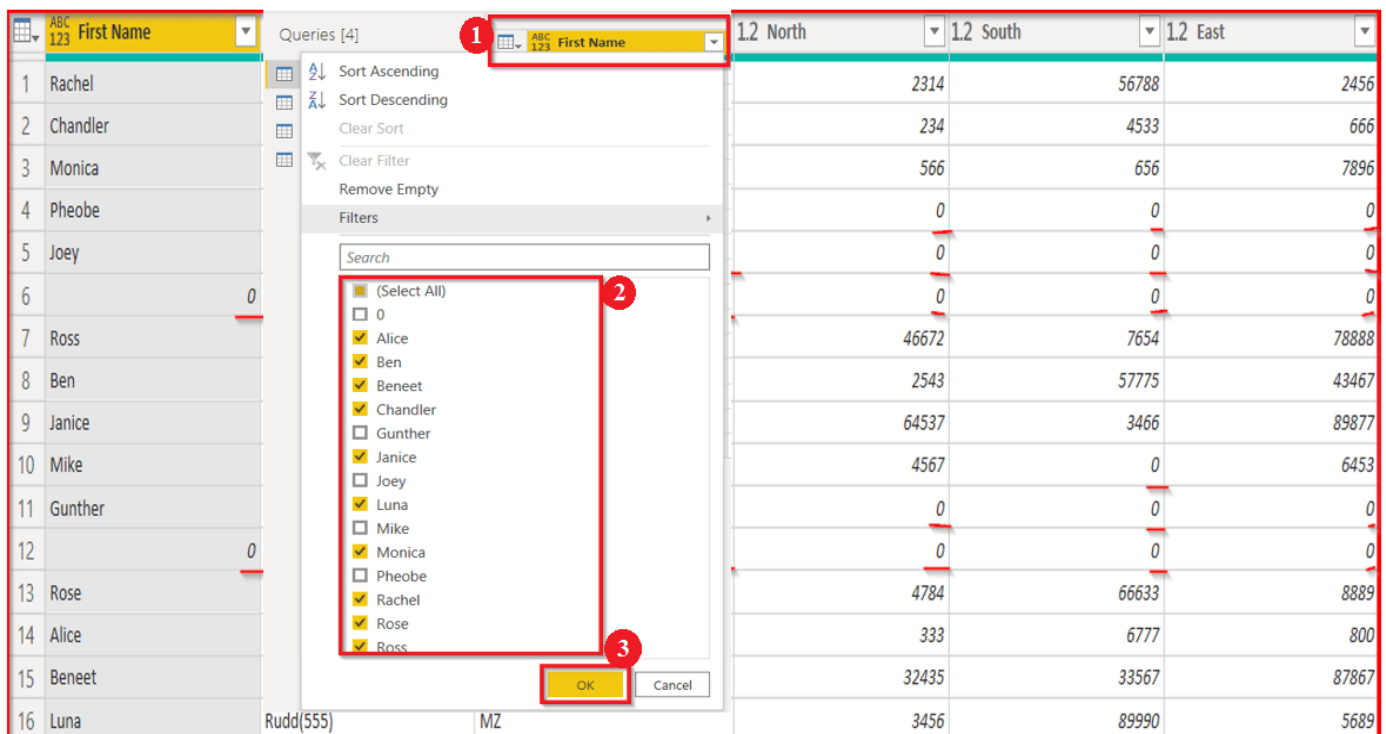 ABC 123 First Name
Queries [4]
1
ABC 123 First Name
1.2 North
1.2 South
1.2 East
Sort Ascending
Sort Descending
Clear Sort
Clear Filter
Remove Empty
Filters
Search
2
(Select All)
0
Alice
Ben
Beneet
Chandler
Gunther
Janice
Joey
Luna
Mike
Monica
Pheobe
Rachel
Rose
Ross
3
OK
Cancel
1 Rachel 2314 56788 2456
2 Chandler 234 4533 666
3 Monica 566 656 7896
4 Pheobe 0 0 0
5 Joey 0 0 0
6 0 0 0 0
7 Ross 46672 7654 78888
8 Ben 2543 57775 43467
9 Janice 64537 3466 89877
10 Mike 4567 0 6453
11 Gunther 0 0 0
12 0 0 0 0
13 Rose 4784 66633 8889
14 Alice 333 6777 800
15 Beneet 32435 33567 87867
16 Luna Rudd(555) MZ 3456 89990 5689